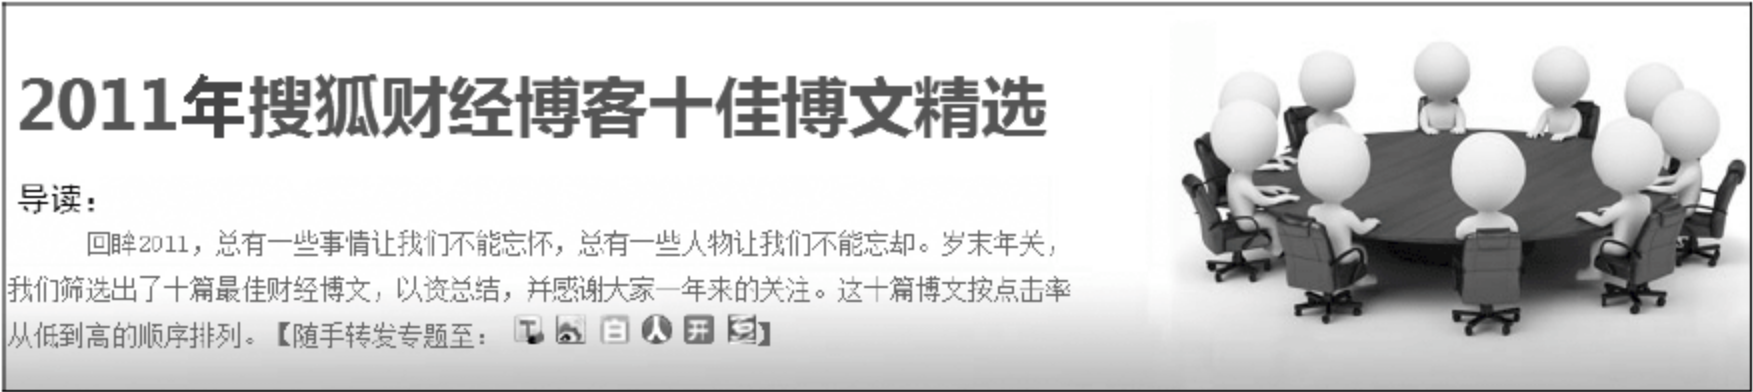 2011年搜狐财经博客十佳博文精选
导读：
回眸2011，总有一些事情让我们不能忘怀，总有一些人物让我们不能忘却。岁末年关，
我们筛选出了十篇最佳财经博文，以资总结，并感谢大家一年来的关注。这十篇博文按点击率
从低到高的顺序排列。【随手转发专题至：T 白 人 开】